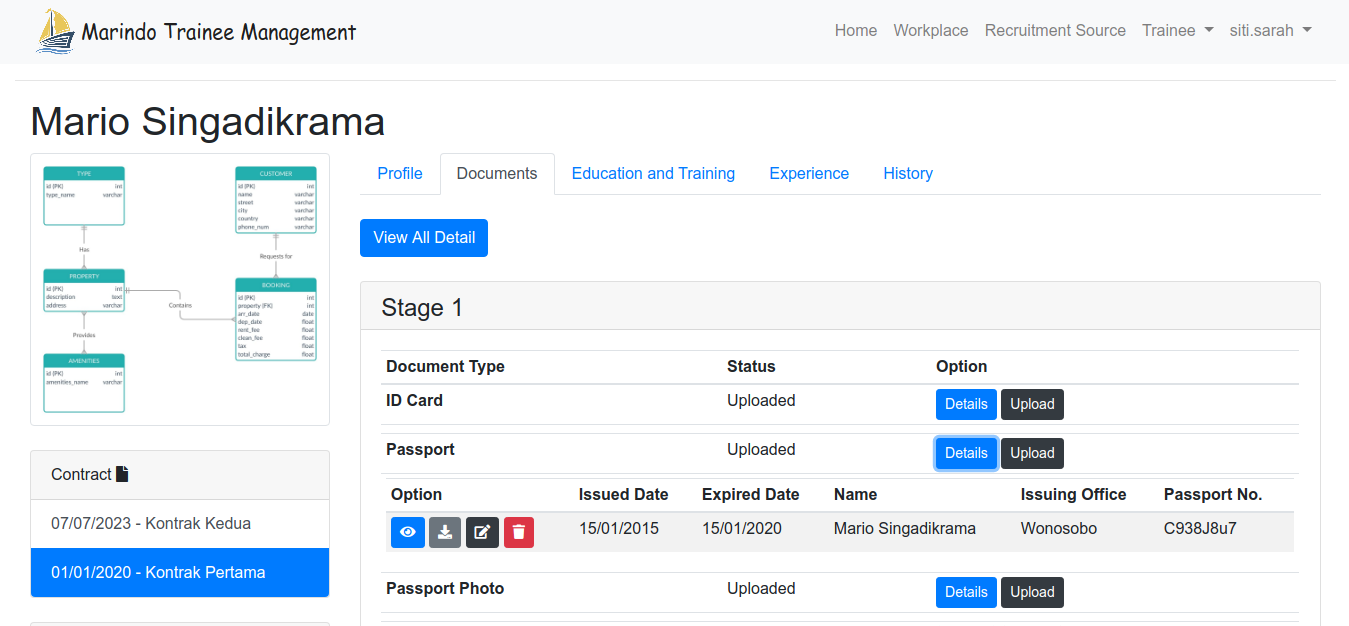 Marindo Trainee Management
Home Workplace Recruitment Source Trainee siti.sarah
Mario Singadikrama
TYPE
id (PK) int
type_name varchar
Has
PROPERTY
id (PK) int
description text
address varchar
Provides
AMENITIES
id (PK) int
amenities_name varchar
Contains
CUSTOMER
id (PK) int
name varchar
street varchar
city varchar
country varchar
phone_num varchar
Requests for
BOOKING
id (PK) int
property (FK) int
arr_date date
dep_date float
rent_fee float
clean_fee float
tax float
total_charge float
Contract
07/07/2023 - Kontrak Kedua
01/01/2020 - Kontrak Pertama
Profile Documents Education and Training Experience History
View All Detail
Stage 1
Document Type Status Option
ID Card Uploaded Details Upload
Passport Uploaded Details Upload
Option Issued Date Expired Date Name Issuing Office Passport No.
15/01/2015 15/01/2020 Mario Singadikrama Wonosobo C938J8u7
Passport Photo Uploaded Details Upload